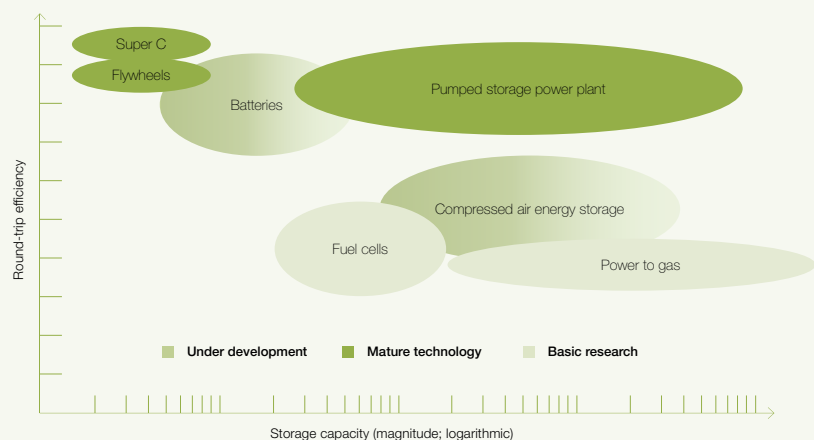 Super C
Flywheels
Batteries
Pumped storage power plant
Compressed air energy storage
Fuel cells
Power to gas
Round-trip efficiency
Under development
Mature technology
Basic research
Storage capacity (magnitude; logarithmic)